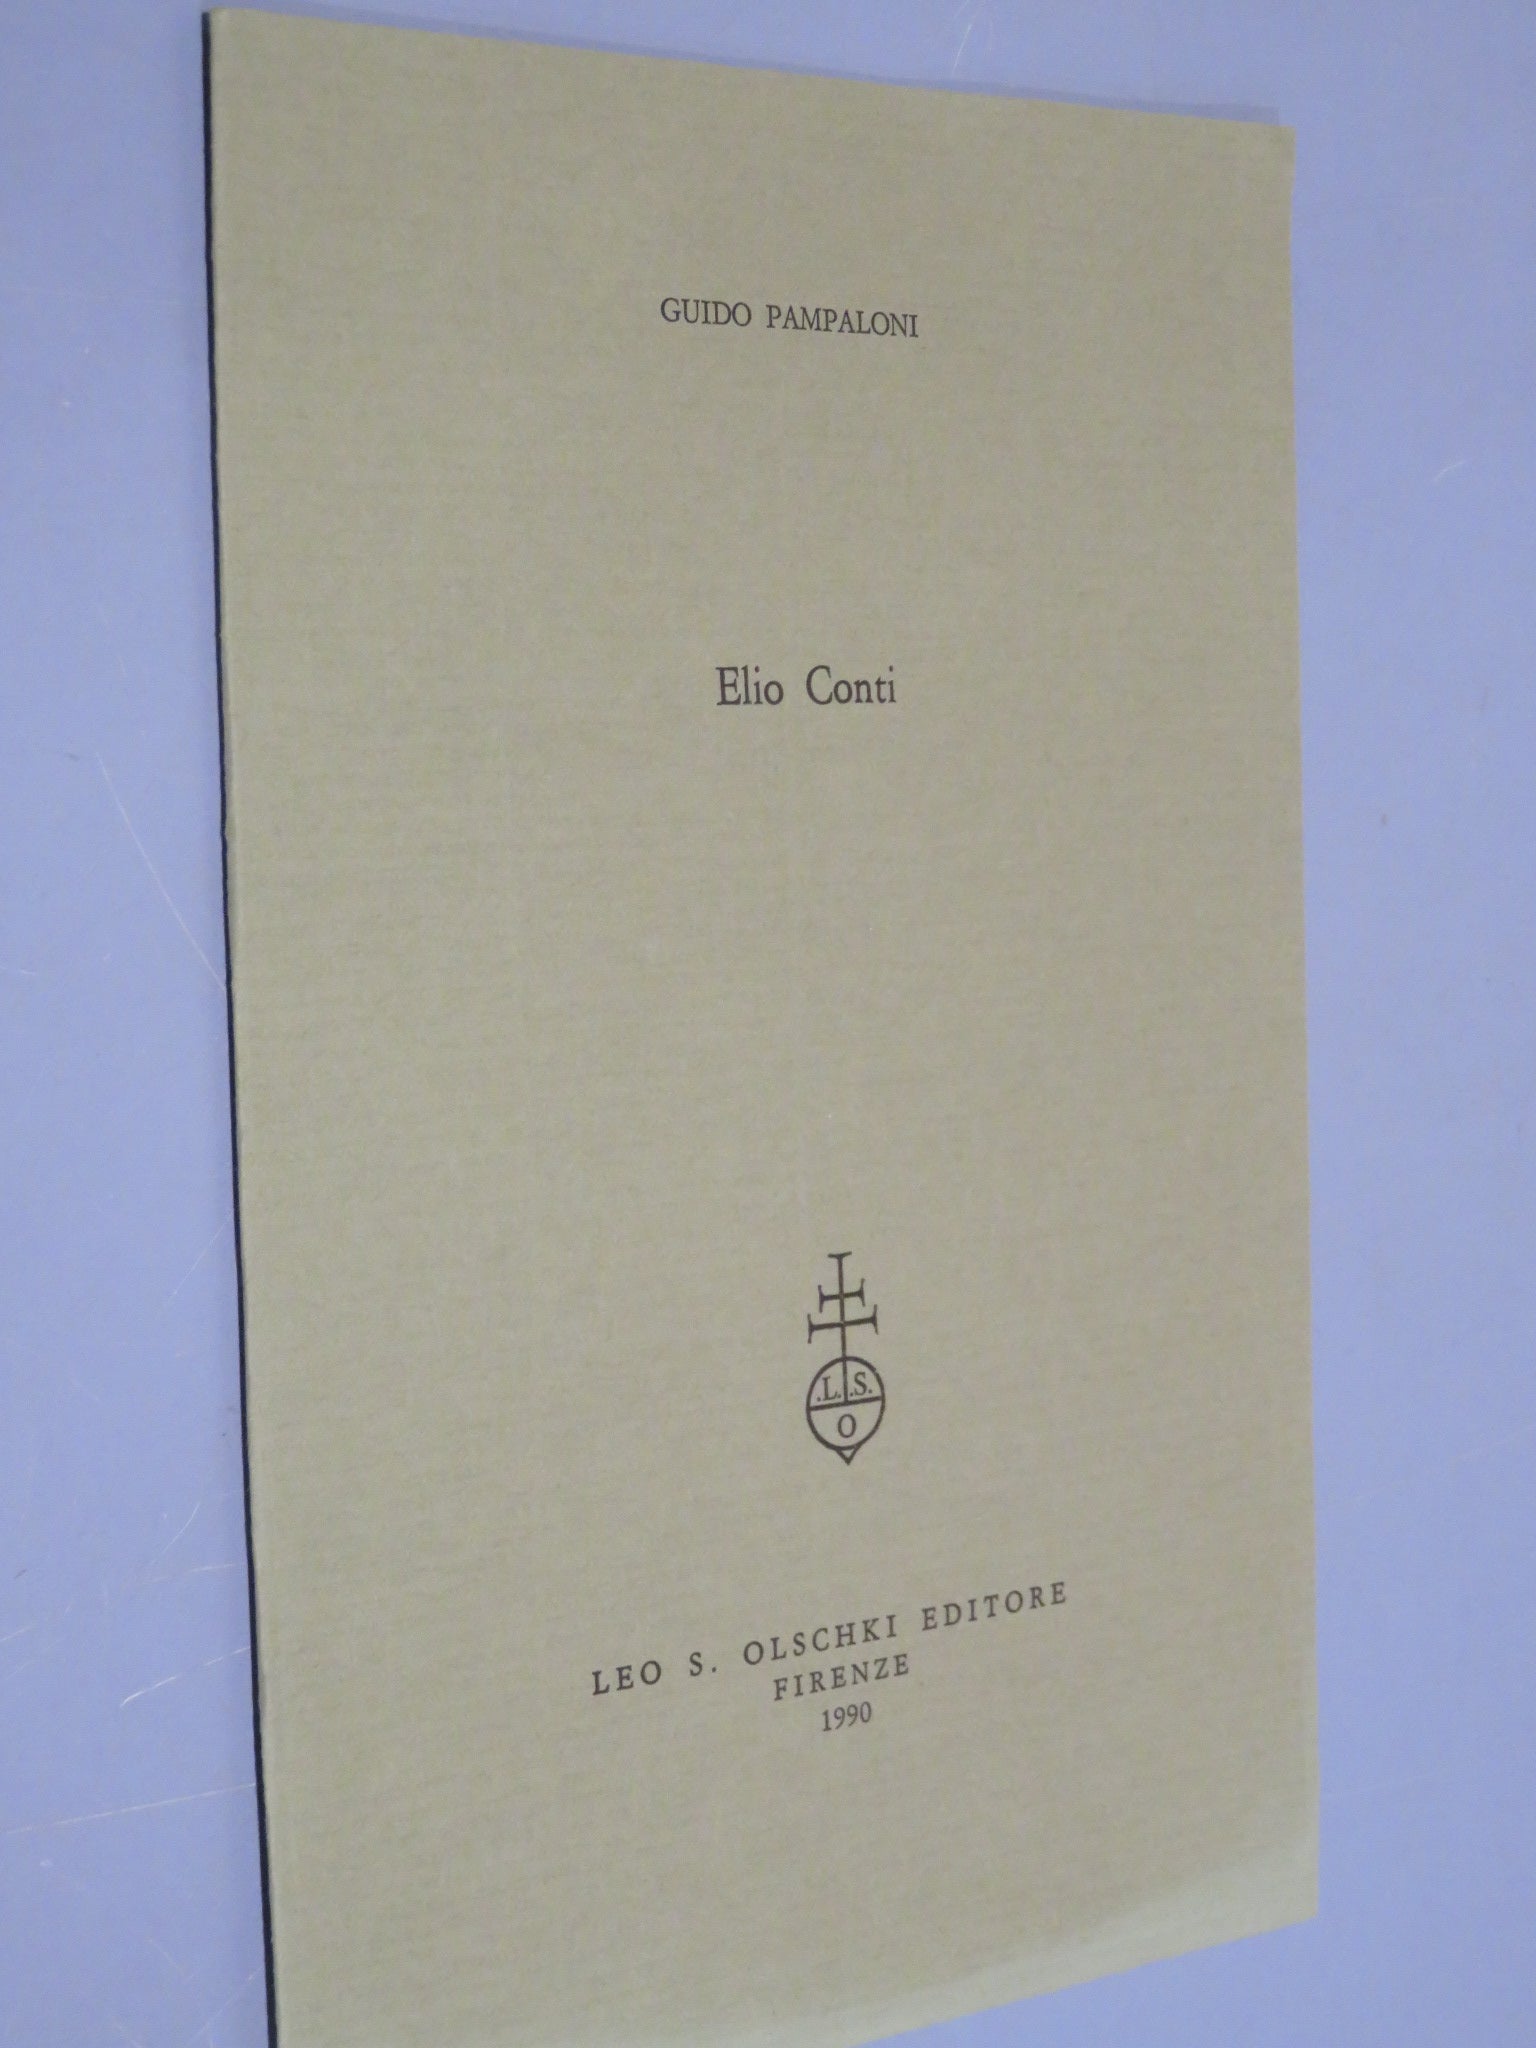 GUIDO PAMPALONI
Elio Conti
.L. .S.
O
LEO S. OLSCHKI EDITORE
FIRENZE
1990